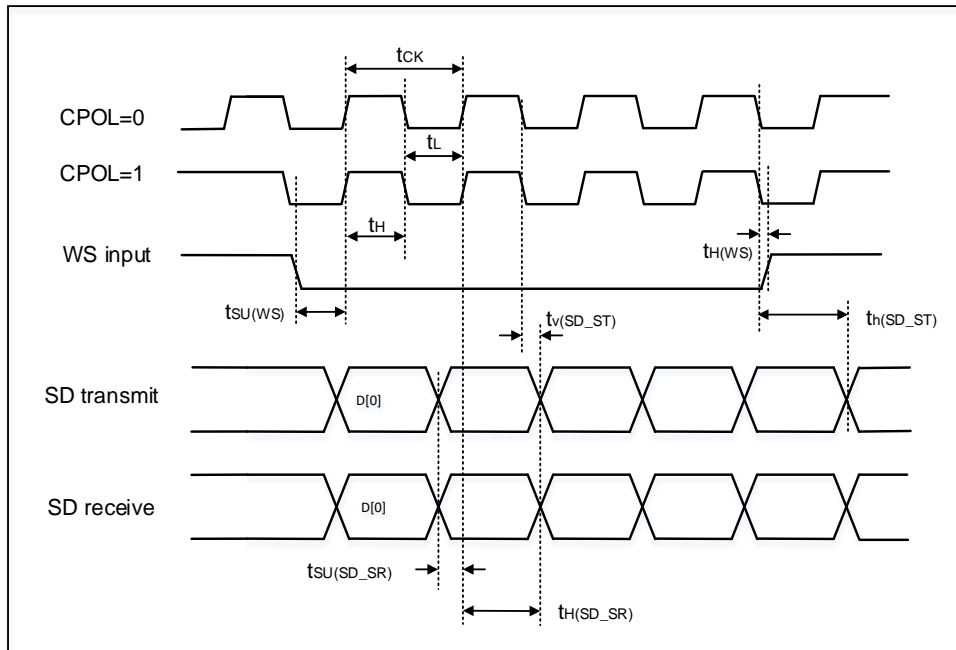 tCK
CPOL=0
tL
CPOL=1
tH
WS input
tH(WS)
tSU(WS)
tv(SD_ST)
th(SD_ST)
SD transmit
D[0]
SD receive
D[0]
tSU(SD_SR)
tH(SD_SR)